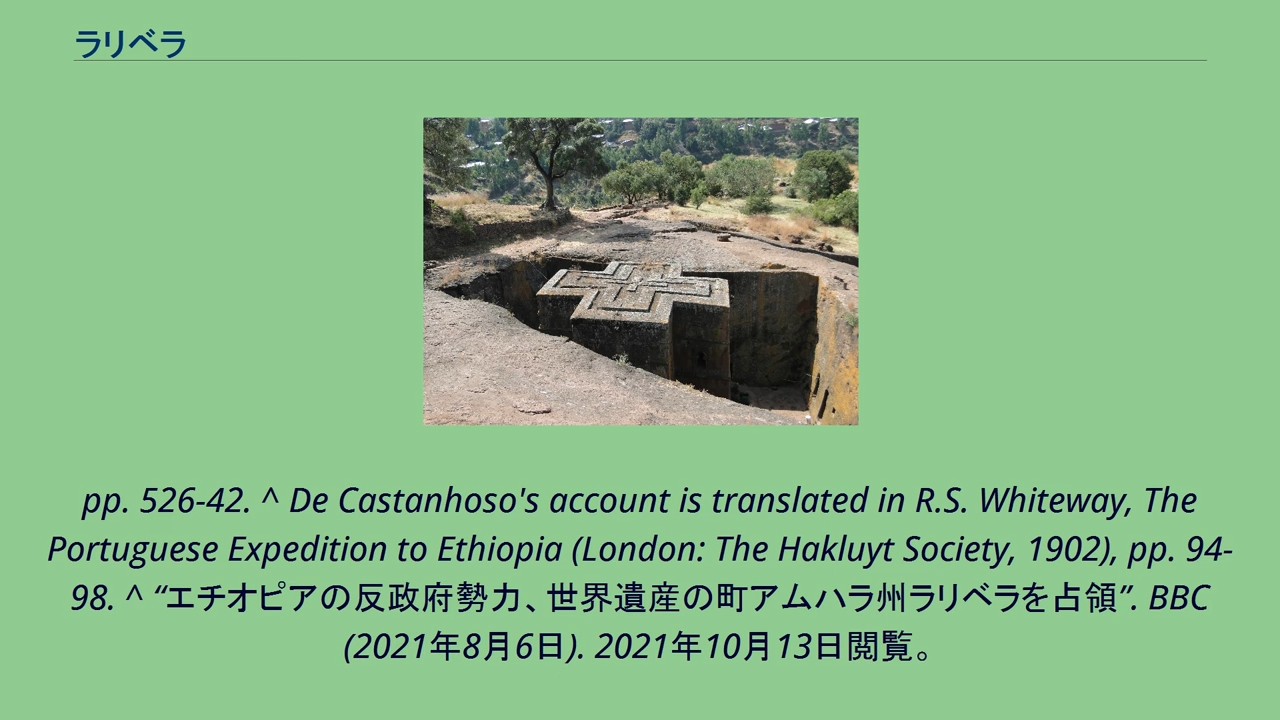 ラリベラ
pp. 526-42. ^ De Castanhoso's account is translated in R.S. Whiteway, The
Portuguese Expedition to Ethiopia (London: The Hakluyt Society, 1902), pp. 94-
98. ^ “エチオピアの反政府勢力、世界遺産の町アムハラ州ラリベラを占領”. BBC
(2021年8月6日). 2021年10月13日閲覧。